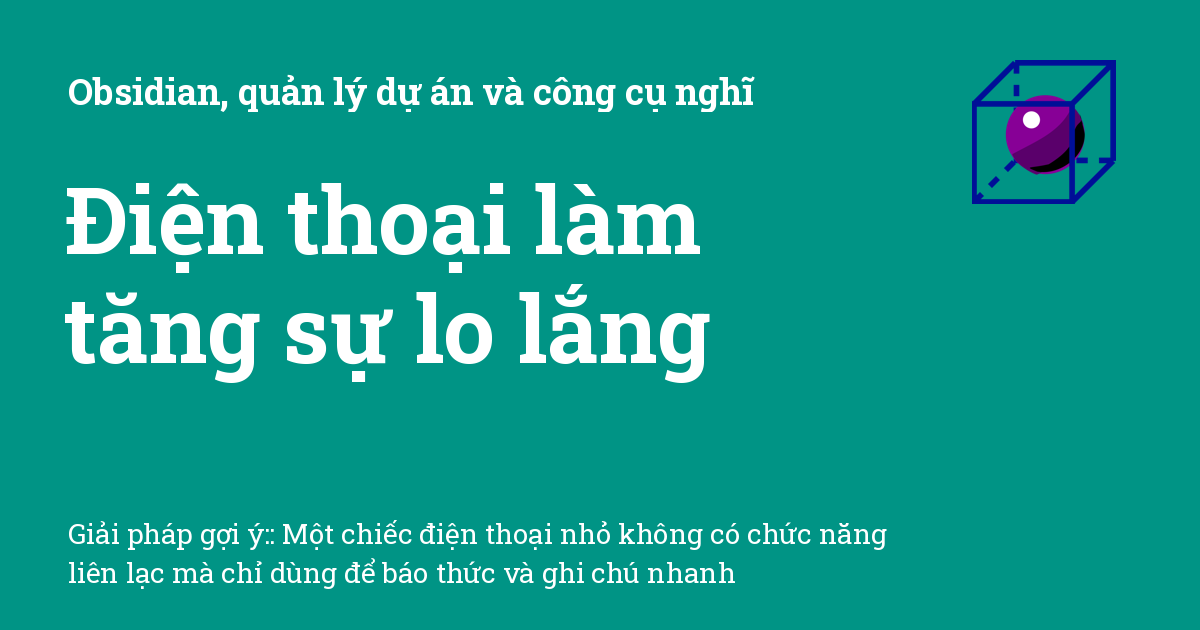 Obsidian, quản lý dự án và công cụ nghĩ
Điện thoại làm
tăng sự lo lắng
Giải pháp gợi ý:: Một chiếc điện thoại nhỏ không có chức năng
liên lạc mà chỉ dùng để báo thức và ghi chú nhanh